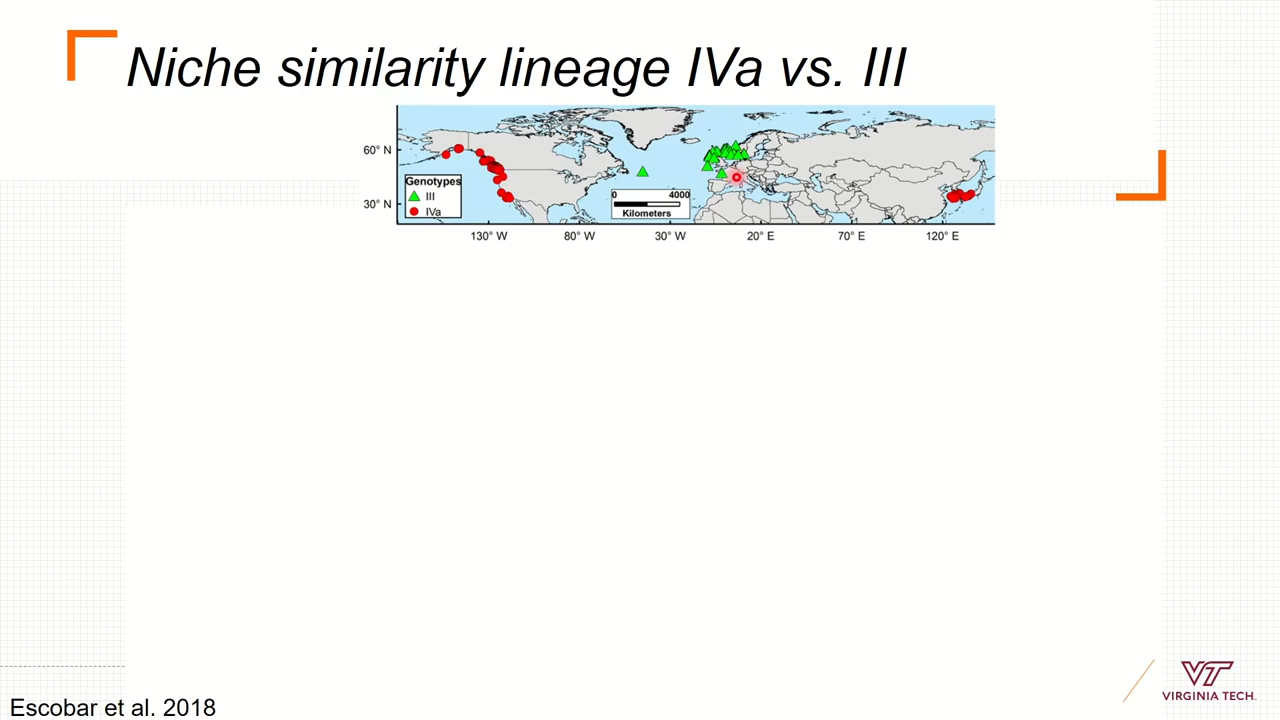 Niche similarity lineage IVa vs. III
60° N
30° N
Genotypes
III
IVa
0 4000
Kilometers
130° W 80° W 30° W 20° E 70° E 120° E
VT
VIRGINIA TECH.
Escobar et al. 2018